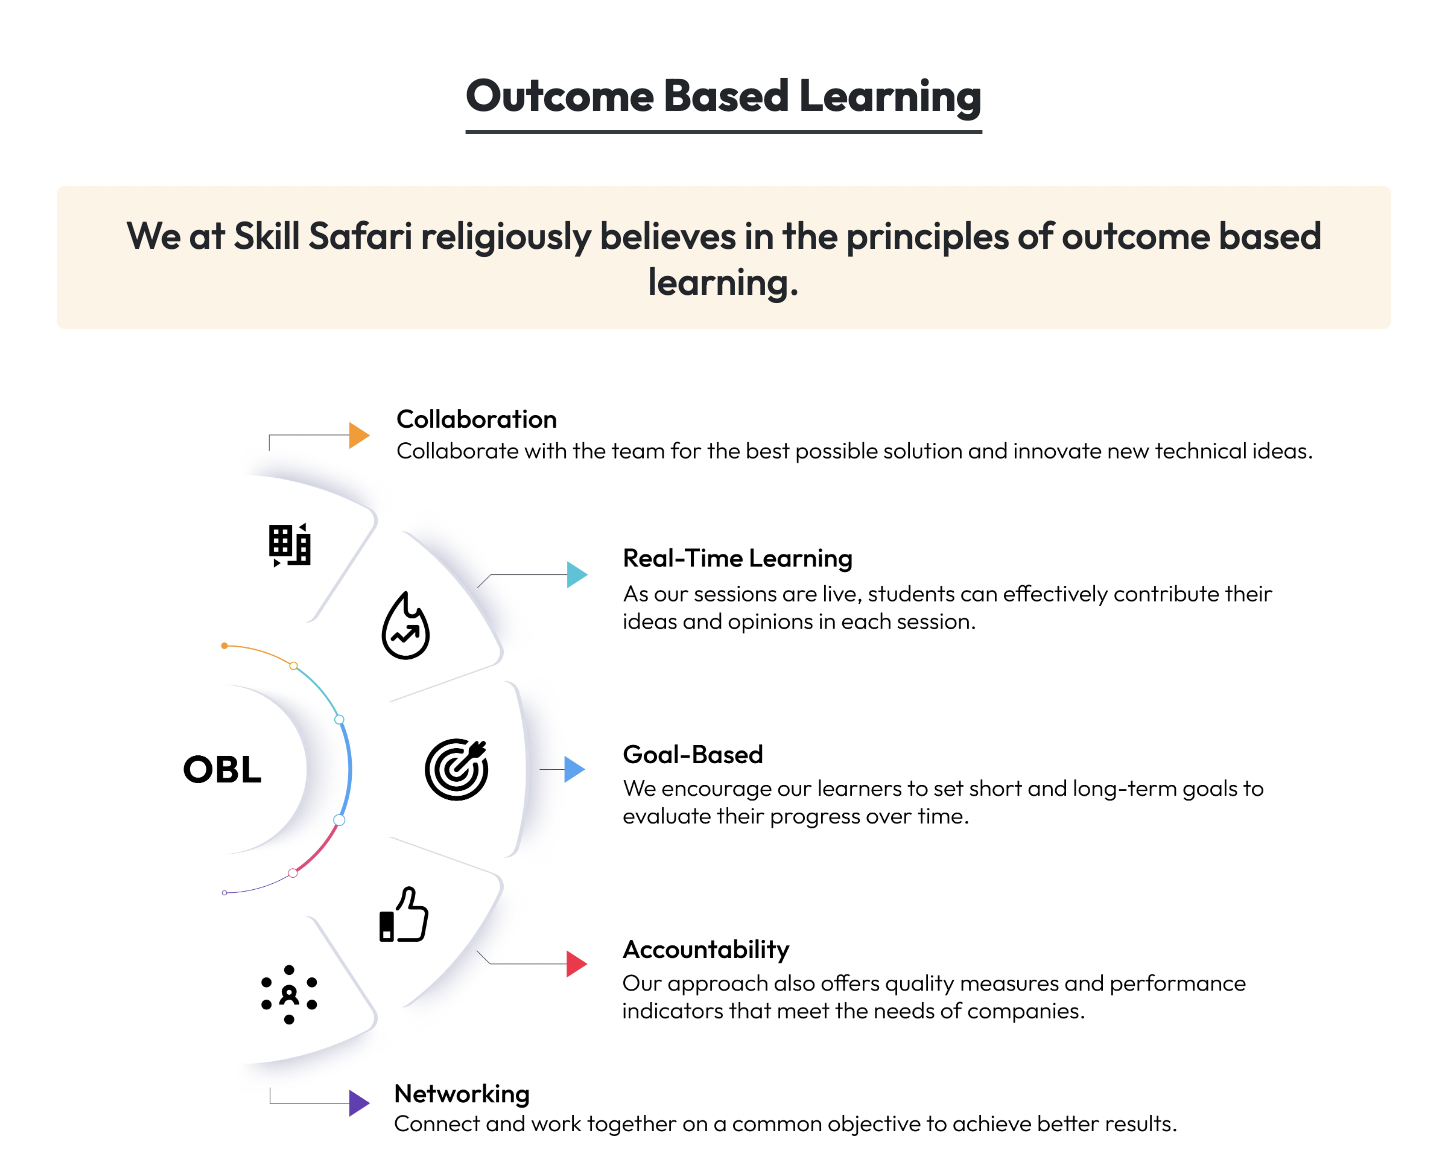 Outcome Based Learning
We at Skill Safari religiously believes in the principles of outcome based
learning.
Collaboration
Collaborate with the team for the best possible solution and innovate new technical ideas.
Real-Time Learning
As our sessions are live, students can effectively contribute their
ideas and opinions in each session.
OBL
Goal-Based
We encourage our learners to set short and long-term goals to
evaluate their progress over time.
Accountability
Our approach also offers quality measures and performance
indicators that meet the needs of companies.
Networking
Connect and work together on a common objective to achieve better results.